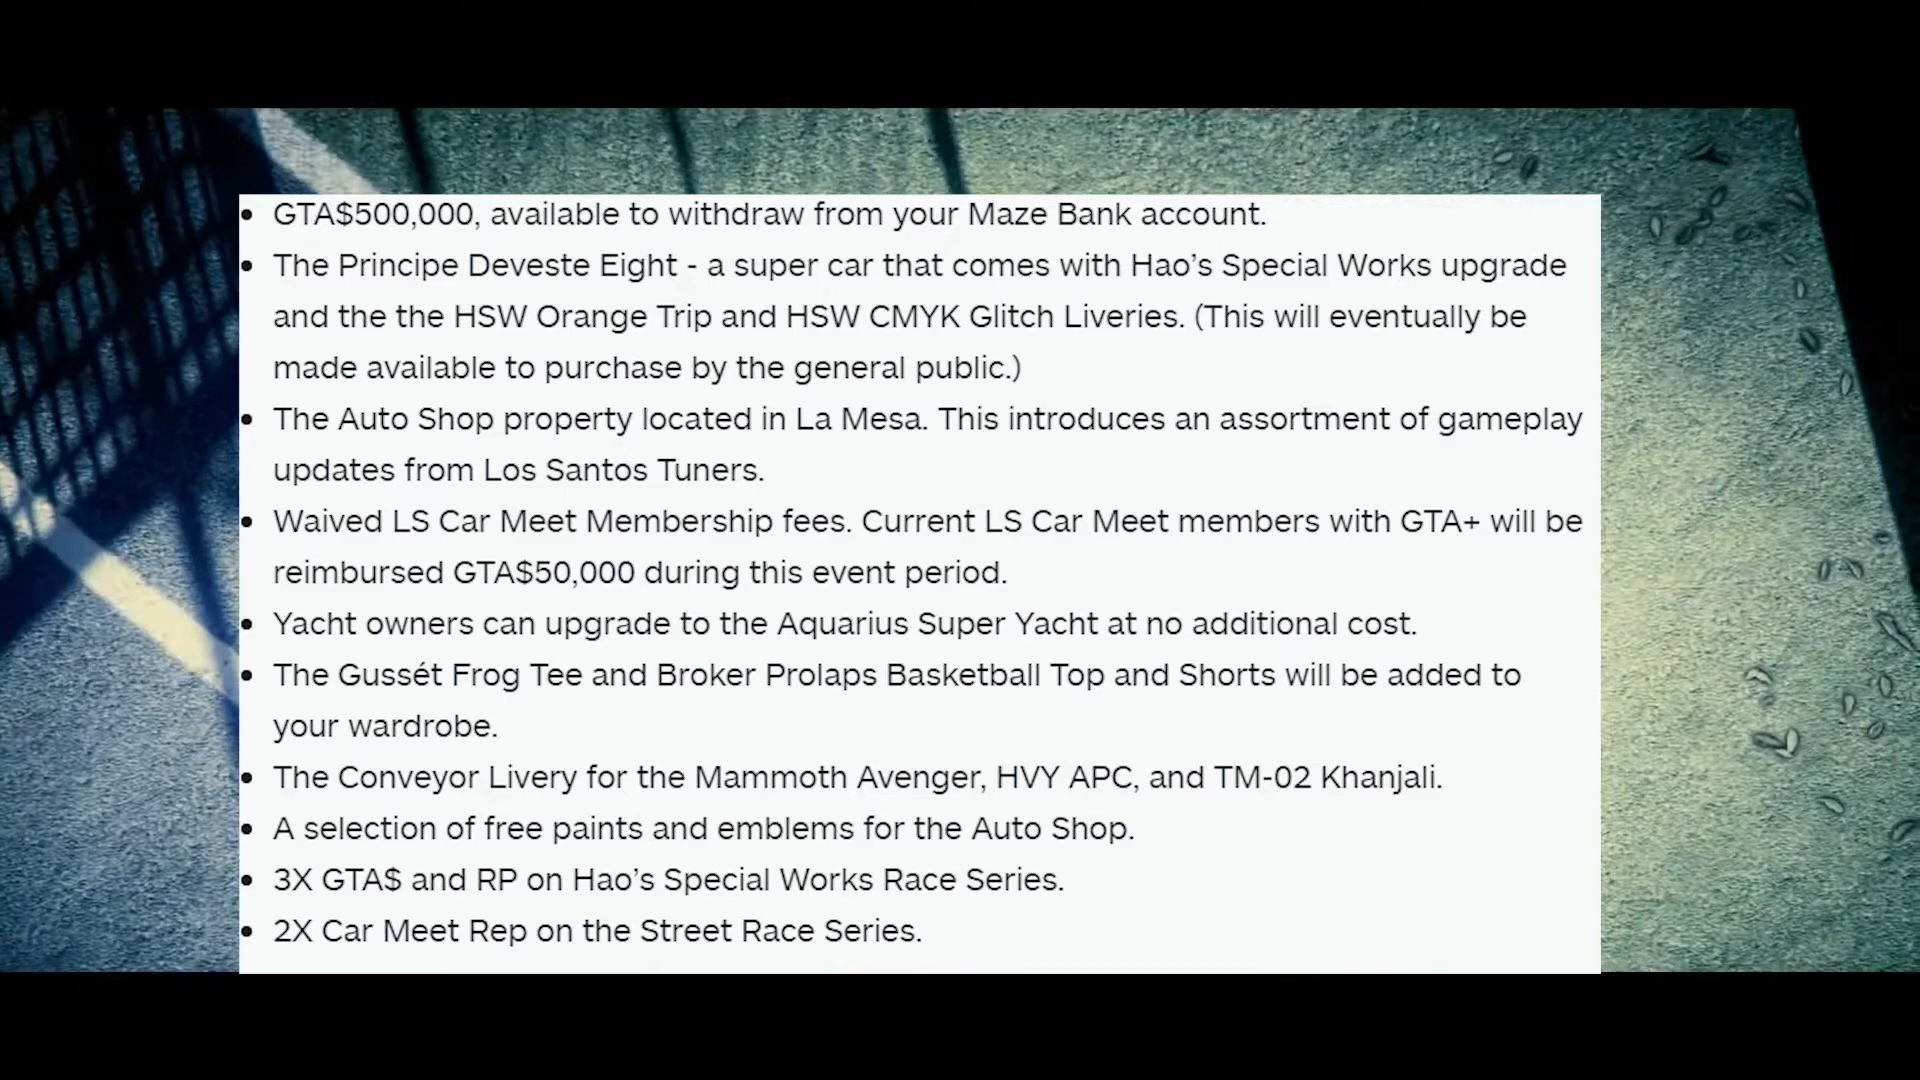 • GTA$500,000, available to withdraw from your Maze Bank account.
• The Principe Deveste Eight - a super car that comes with Hao’s Special Works upgrade
and the the HSW Orange Trip and HSW CMYK Glitch Liveries. (This will eventually be
made available to purchase by the general public.)
• The Auto Shop property located in La Mesa. This introduces an assortment of gameplay
updates from Los Santos Tuners.
• Waived LS Car Meet Membership fees. Current LS Car Meet members with GTA+ will be
reimbursed GTA$50,000 during this event period.
• Yacht owners can upgrade to the Aquarius Super Yacht at no additional cost.
• The Gussét Frog Tee and Broker Prolaps Basketball Top and Shorts will be added to
your wardrobe.
• The Conveyor Livery for the Mammoth Avenger, HVY APC, and TM-02 Khanjali.
• A selection of free paints and emblems for the Auto Shop.
• 3X GTA$ and RP on Hao’s Special Works Race Series.
• 2X Car Meet Rep on the Street Race Series.